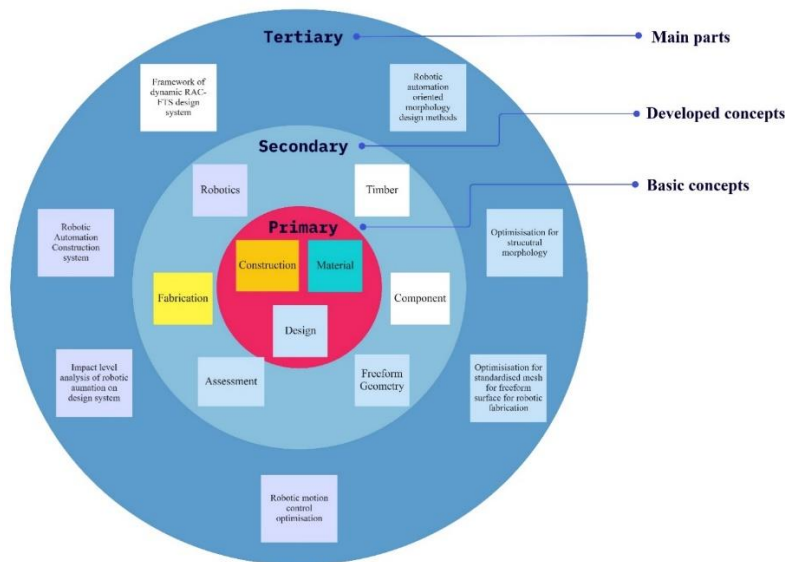 Tertiary
Main parts
Framework of
dynamic RAC-
FTS design
system
Robotic
automation
oriented
morphology
design methods
Developed concepts
Secondary
Robotics
Timber
Basic concepts
Primary
Robotic
Automation
Construction
system
Optimisisation for
strucutral morphology
Construction
Material
Fabrication
Component
Design
Impact level
analysis of robotic
aumation on
design system
Assessment
Freeform
Geometry
Optimisisation for
standardised mesh
for freeform
surface for robotic
fabrication
Robotic motion
control
optimisation